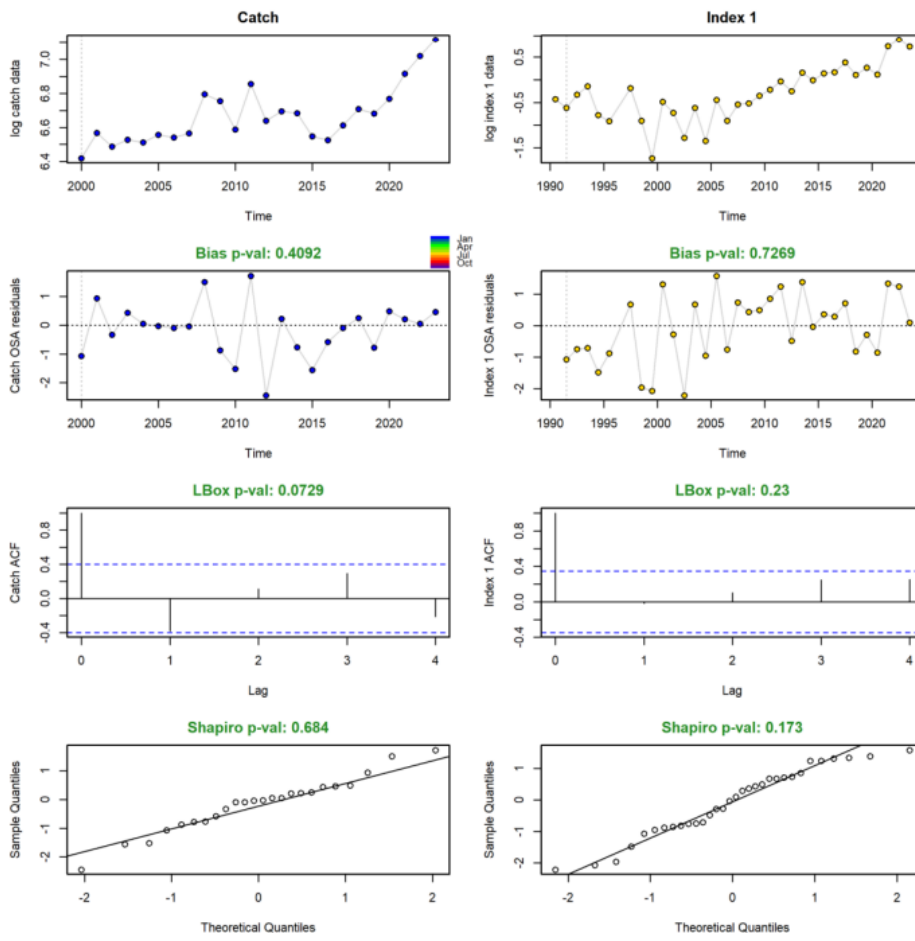 Catch
log catch data
6.4 6.6 6.8 7.0
2000 2005 2010 2015 2020
Time
Index 1
log index 1 data
-1.5 -0.5 0.5
1990 1995 2000 2005 2010 2015 2020
Time
Bias p-val: 0.4092
Jan
Apr
Jul
Oct
Catch OSA residuals
-2 -1 0 1
2000 2005 2010 2015 2020
Time
Bias p-val: 0.7269
Index 1 OSA residuals
-2 -1 0 1
1990 1995 2000 2005 2010 2015 2020
Time
LBox p-val: 0.0729
Catch ACF
-0.4 0.0 0.4 0.8
0 1 2 3 4
Lag
LBox p-val: 0.23
Index 1 ACF
-0.4 0.0 0.4 0.8
0 1 2 3 4
Lag
Shapiro p-val: 0.684
Sample Quantiles
-2 -1 0 1
-2 -1 0 1 2
Theoretical Quantiles
Shapiro p-val: 0.173
Sample Quantiles
-2 -1 0 1
-2 -1 0 1 2
Theoretical Quantiles